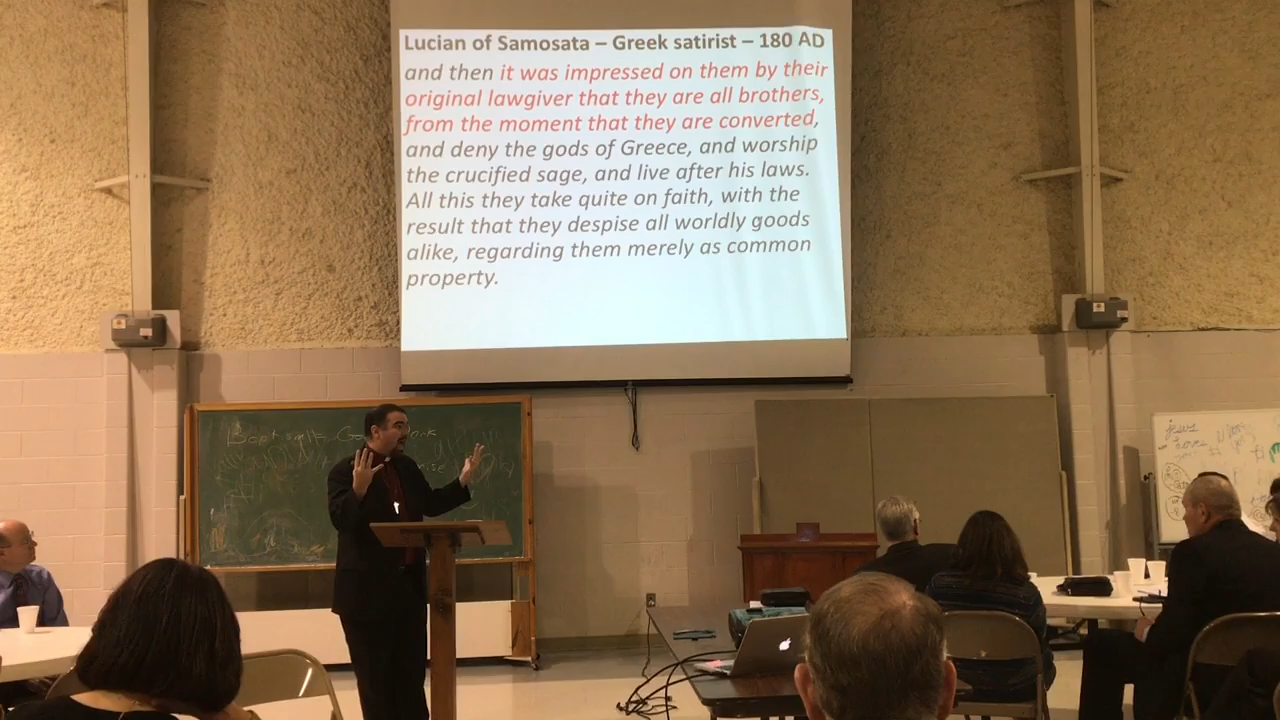 Lucian of Samosata – Greek satirist – 180 AD
and then it was impressed on them by their
original lawgiver that they are all brothers,
from the moment that they are converted,
and deny the gods of Greece, and worship
the crucified sage, and live after his laws.
All this they take quite on faith, with the
result that they despise all worldly goods
alike, regarding them merely as common
property.
jesus